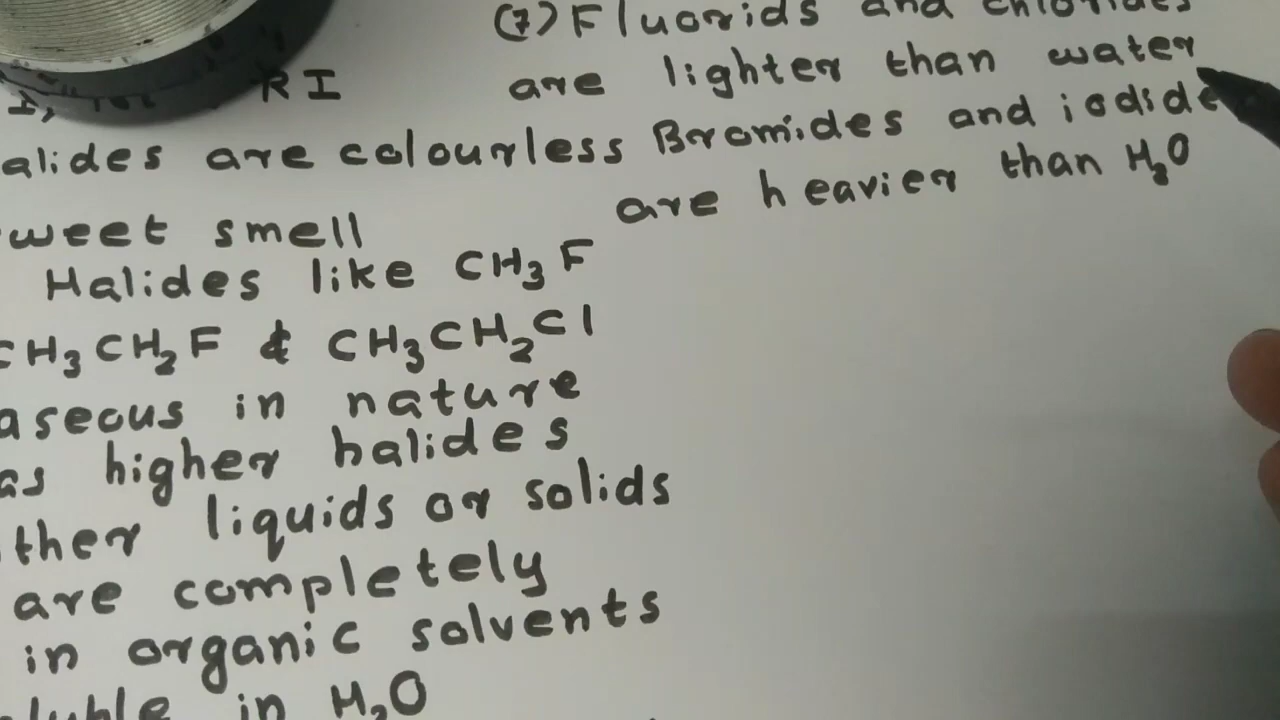 (7) Fluorids and chlorides
are lighter than water
Bromides and iodide
are heavier than H2O
I, RI
alides are colourless
weet smell
Halides like CH3F
CH3CH2F & CH3CH2Cl
aseous in nature
as higher halides
ther liquids or solids
are completely
in organic solvents
luble in H2O